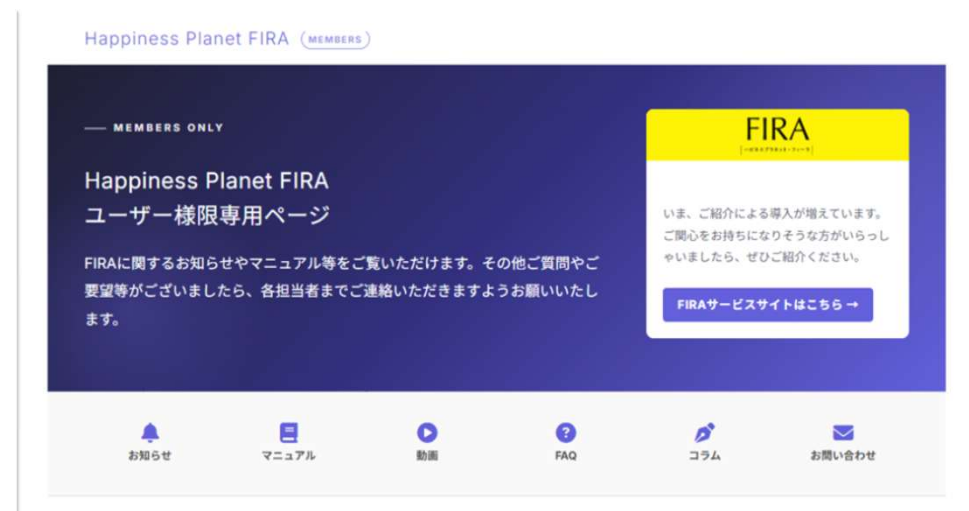 Happiness Planet FIRA (MEMBERS)
MEMBERS ONLY
Happiness Planet FIRA
ユーザー様限専用ページ
FIRAに関するお知らせやマニュアル等をご覧いただけます。その他ご質問やご
要望等がございましたら、各担当者までご連絡いただきますようお願いいたし
ます。
FIRA
いま、ご紹介による導入が増えています。
ご関心をお持ちになりそうな方がいらっし
ゃいましたら、ぜひご紹介ください。
FIRAサービスサイトはこちら→
お知らせ
マニュアル
動画
FAQ
コラム
お問い合わせ